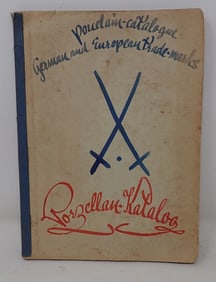 Porcelain-catalogue
German and European trade-marks
Porzellan-Katalog